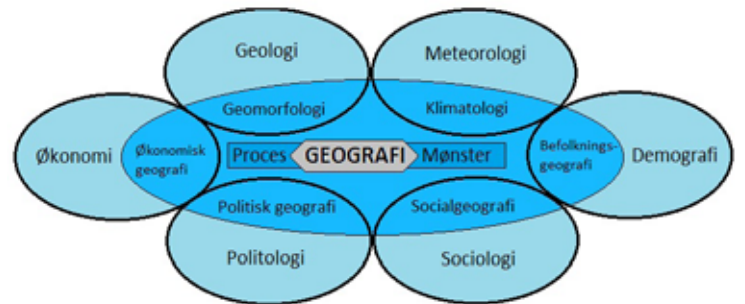 Geologi
Meteorologi
Geomorfologi
Klimatologi
Økonomi
Økonomisk
geografi
Proces GEOGRAFI Mønster
Befolknings-
geografi
Demografi
Politisk geografi
Socialgeografi
Politologi
Sociologi